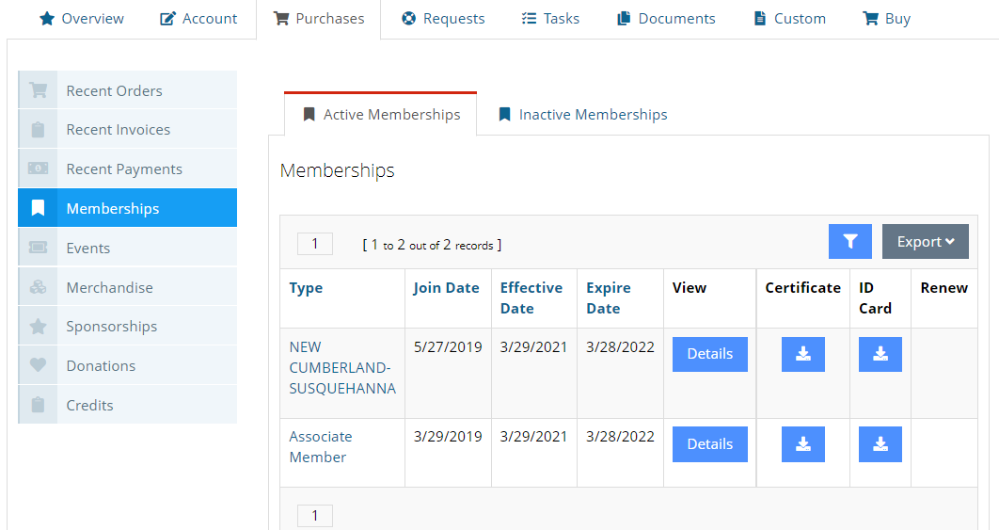 Overview Account Purchases Requests Tasks Documents Custom Buy
Recent Orders
Recent Invoices
Recent Payments
Memberships
Events
Merchandise
Sponsorships
Donations
Credits
Active Memberships Inactive Memberships
Memberships
1 [ 1 to 2 out of 2 records ] Export
Type Join Date Effective Date Expire Date View Certificate ID Card Renew
NEW CUMBERLAND-SUSQUEHANNA 5/27/2019 3/29/2021 3/28/2022 Details
Associate Member 3/29/2019 3/29/2021 3/28/2022 Details
1